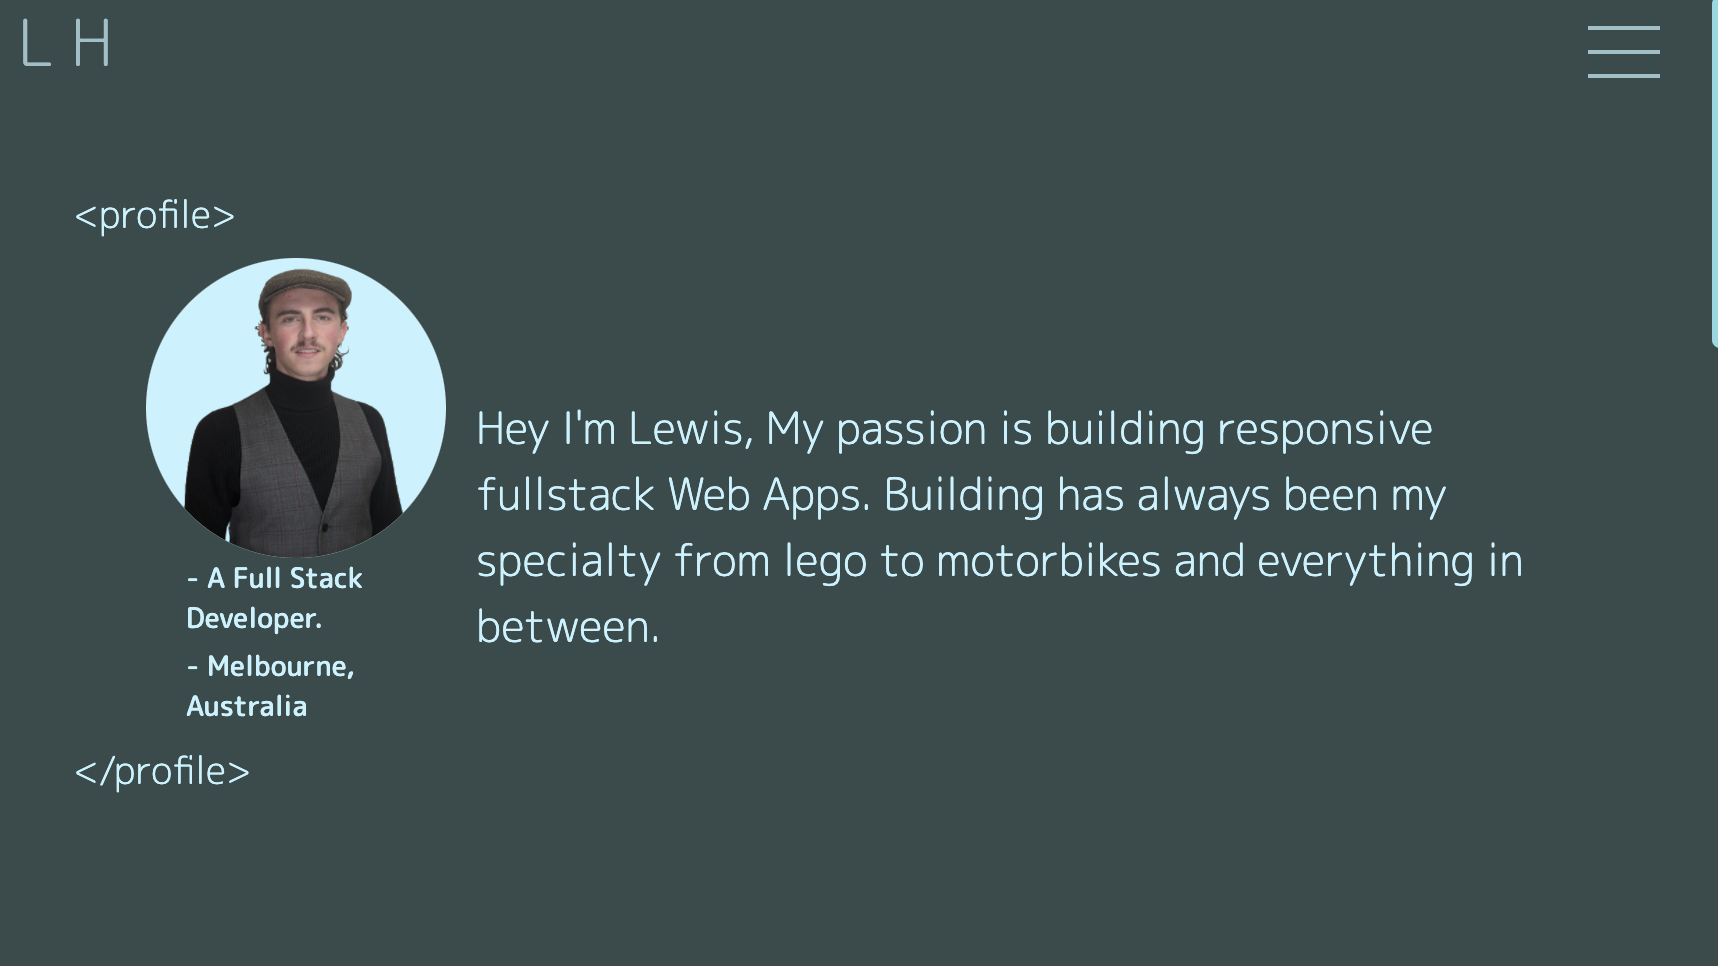 L H
<profile>
Hey I'm Lewis, My passion is building responsive
fullstack Web Apps. Building has always been my
specialty from lego to motorbikes and everything in
between.
- A Full Stack
Developer.
- Melbourne,
Australia
</profile>